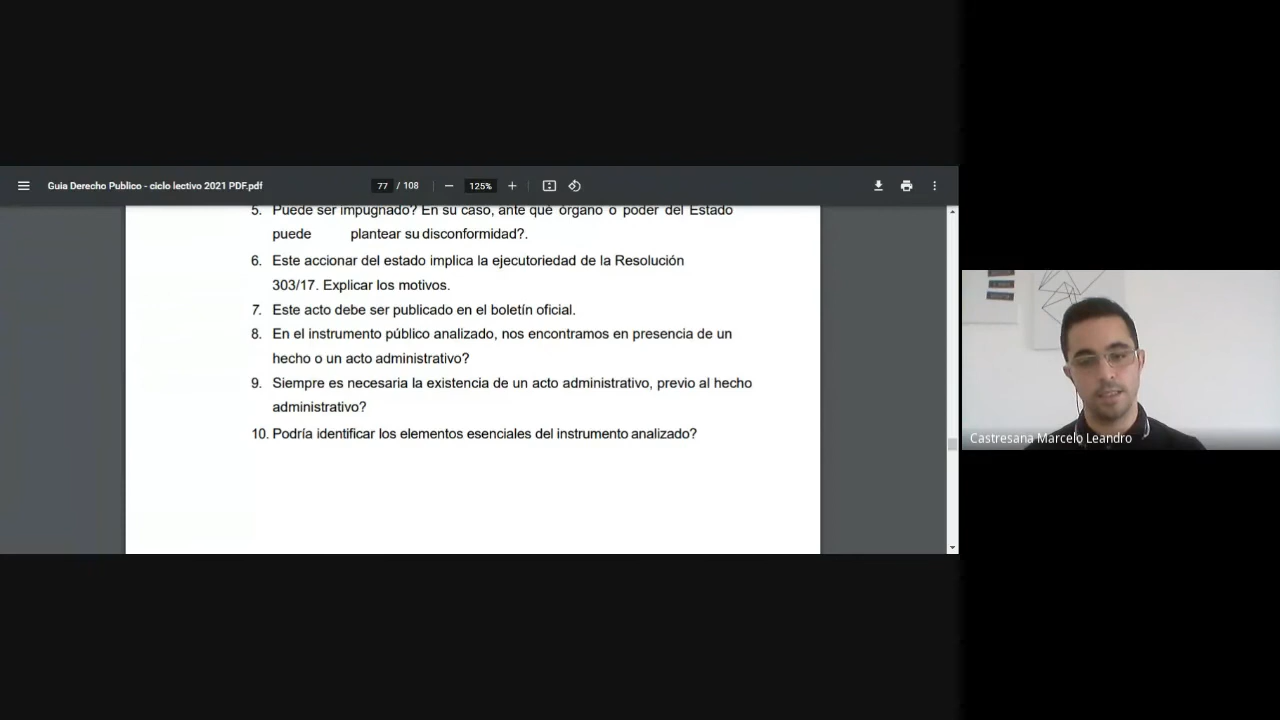 Guia Derecho Publico - ciclo lectivo 2021 PDF.pdf
77 / 108
125%
5. Puede ser impugnado? En su caso, ante qué órgano o poder del Estado
puede plantear su disconformidad?.
6. Este accionar del estado implica la ejecutoriedad de la Resolución
303/17. Explicar los motivos.
7. Este acto debe ser publicado en el boletín oficial.
8. En el instrumento público analizado, nos encontramos en presencia de un
hecho o un acto administrativo?
9. Siempre es necesaria la existencia de un acto administrativo, previo al hecho
administrativo?
10. Podría identificar los elementos esenciales del instrumento analizado?
Castresana Marcelo Leandro